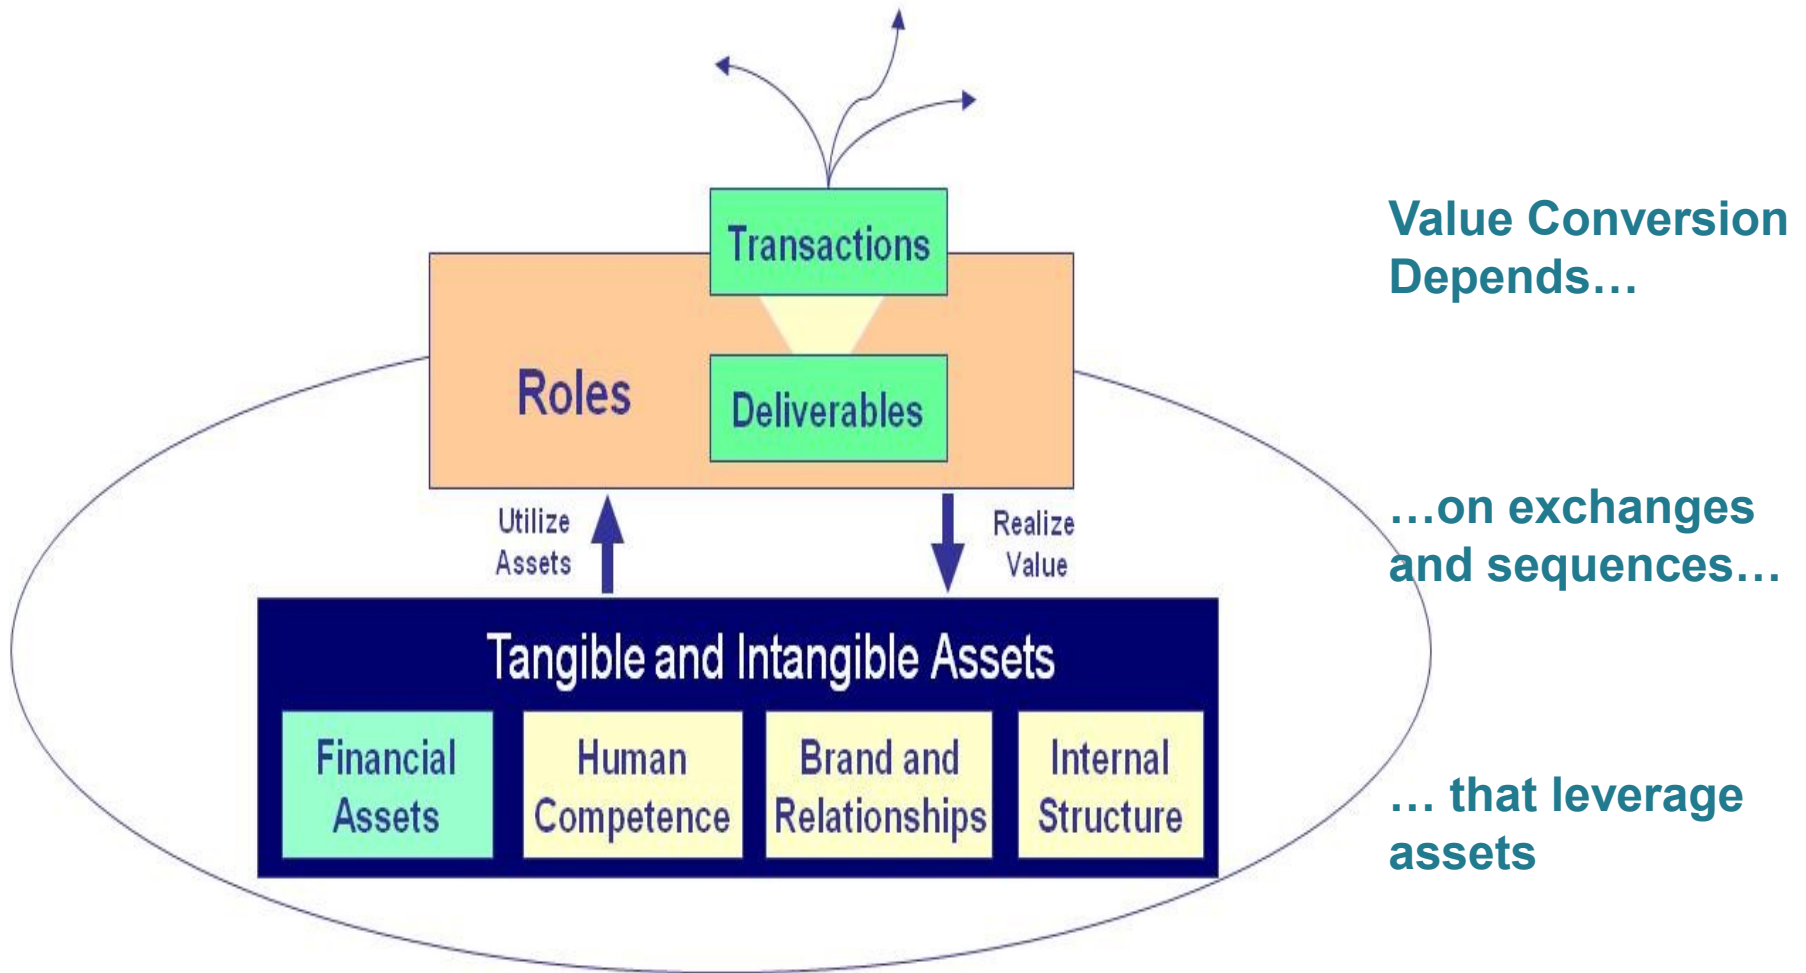 Transactions
Roles
Deliverables
Utilize
Assets
Realize
Value
Tangible and Intangible Assets
Financial
Assets
Human
Competence
Brand and
Relationships
Internal
Structure
Value Conversion
Depends…
…on exchanges
and sequences…
… that leverage
assets